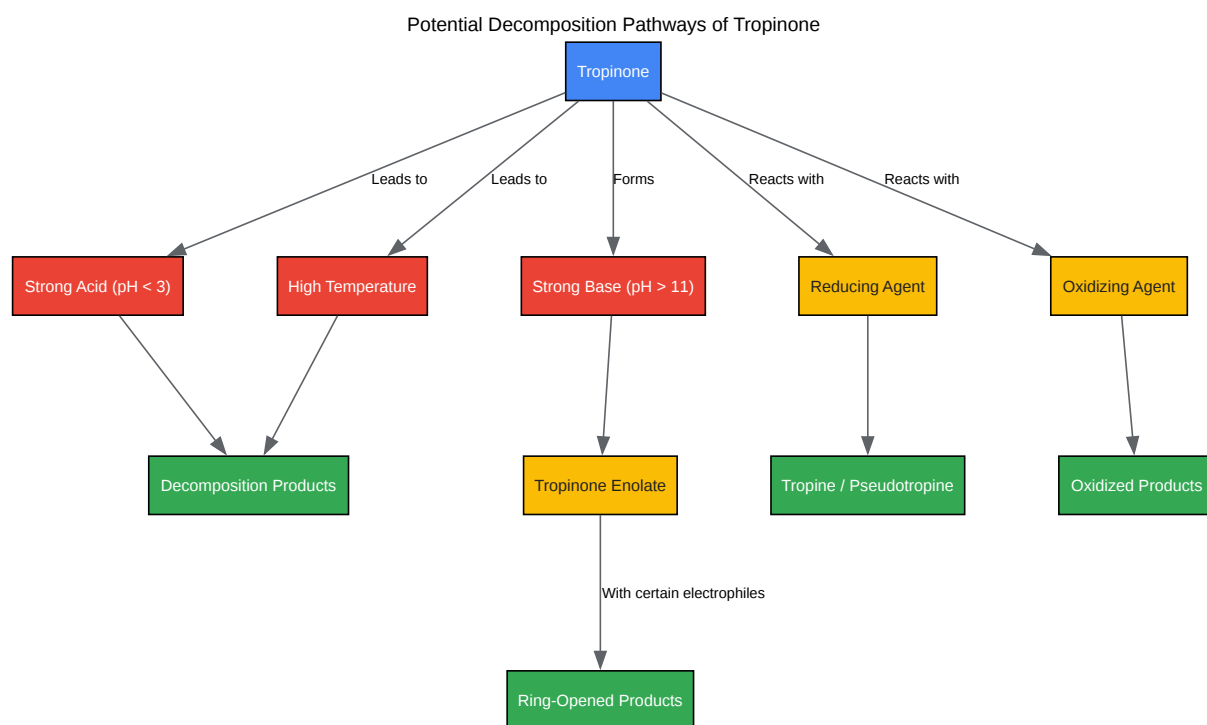 Potential Decomposition Pathways of Tropinone
Tropinone
Leads to
Leads to
Forms
Reacts with
Reacts with
Strong Acid (pH < 3)
High Temperature
Strong Base (pH > 11)
Reducing Agent
Oxidizing Agent
Decomposition Products
Tropinone Enolate
Tropine / Pseudotropine
Oxidized Products
With certain electrophiles
Ring-Opened Products